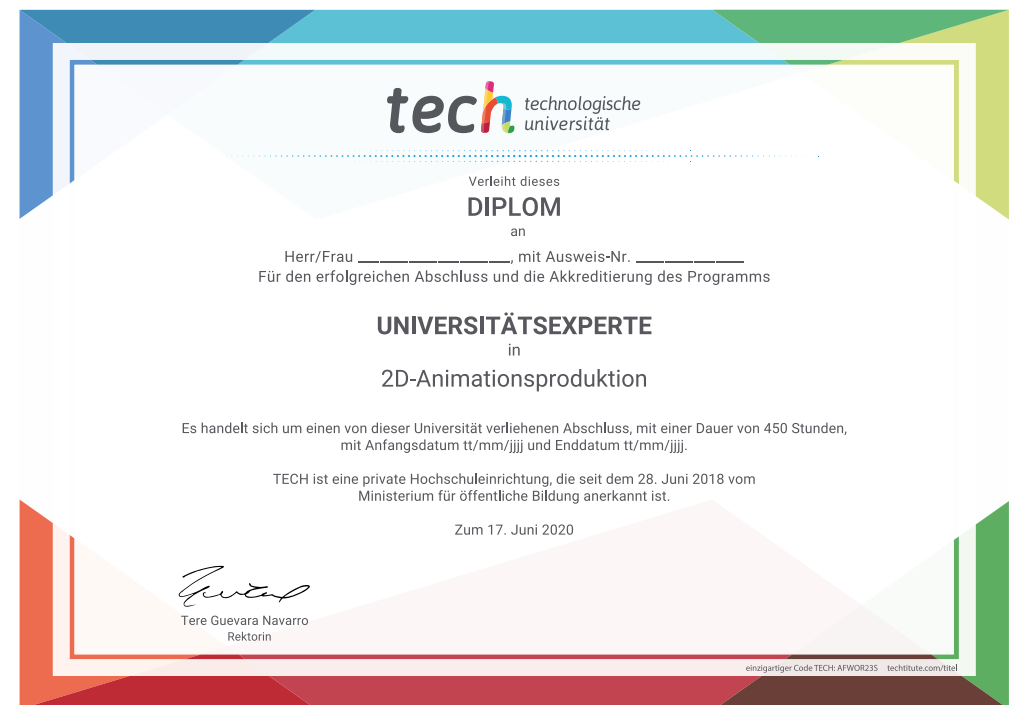 tech technologische
universität
Verleiht dieses
DIPLOM
an
Herr/Frau ____________, mit Ausweis-Nr. ____________
Für den erfolgreichen Abschluss und die Akkreditierung des Programms
UNIVERSITÄTSEXPERTE
in
2D-Animationsproduktion
Es handelt sich um einen von dieser Universität verliehenen Abschluss, mit einer Dauer von 450 Stunden,
mit Anfangsdatum tt/mm/jjjj und Enddatum tt/mm/jjjj.
TECH ist eine private Hochschuleinrichtung, die seit dem 28. Juni 2018 vom
Ministerium für öffentliche Bildung anerkannt ist.
Zum 17. Juni 2020
Tere Guevara Navarro
Rektorin
einzigartiger Code TECH: AFWOR23S techtitute.com/titel